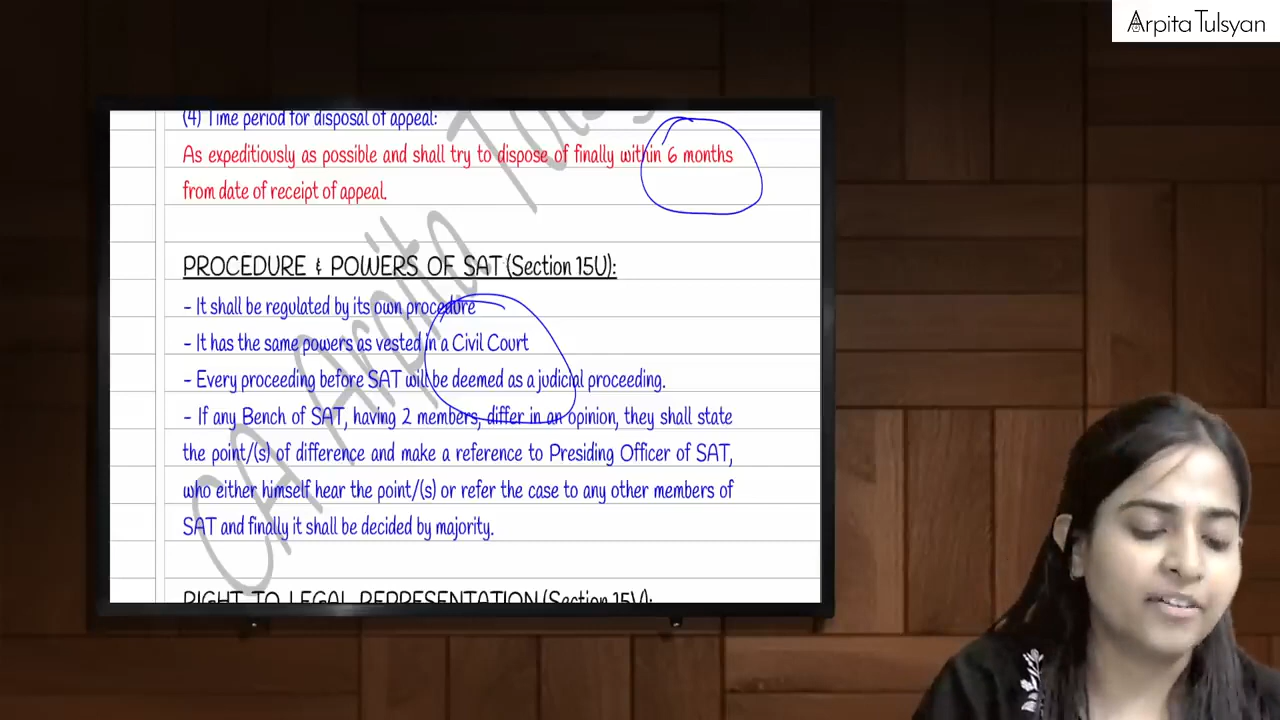 Arpita Tulsyan
(4) Time period for disposal of appeal:
As expeditiously as possible and shall try to dispose of finally within 6 months
from date of receipt of appeal.
PROCEDURE & POWERS OF SAT (Section 15U):
- It shall be regulated by its own procedure
- It has the same powers as vested in a Civil Court
- Every proceeding before SAT will be deemed as a judicial proceeding.
- If any Bench of SAT, having 2 members, differ in an opinion, they shall state
the point/(s) of difference and make a reference to Presiding Officer of SAT,
who either himself hear the point/(s) or refer the case to any other members of
SAT and finally it shall be decided by majority.
RIGHT TO LEGAL REPRESENTATION (Section 15V):
CA Arpita Tuls